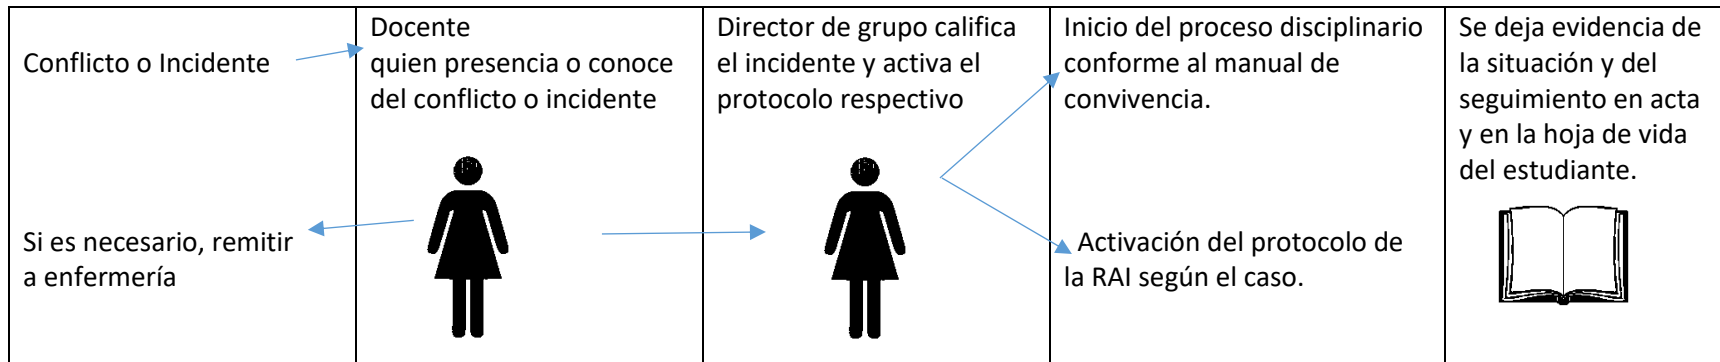 Conflicto o Incidente
Si es necesario, remitir
a enfermería
Docente
quien presencia o conoce
del conflicto o incidente
Director de grupo califica
el incidente y activa el
protocolo respectivo
Inicio del proceso disciplinario
conforme al manual de
convivencia.
Activación del protocolo de
la RAI según el caso.
Se deja evidencia de
la situación y del
seguimiento en acta
y en la hoja de vida
del estudiante.